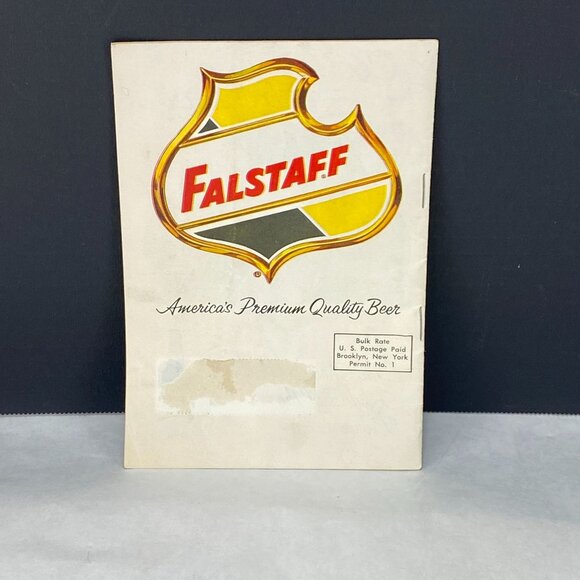 FALSTAFF
®
America's Premium Quality Beer
Bulk Rate
U. S. Postage Paid
Brooklyn, New York
Permit No. 1